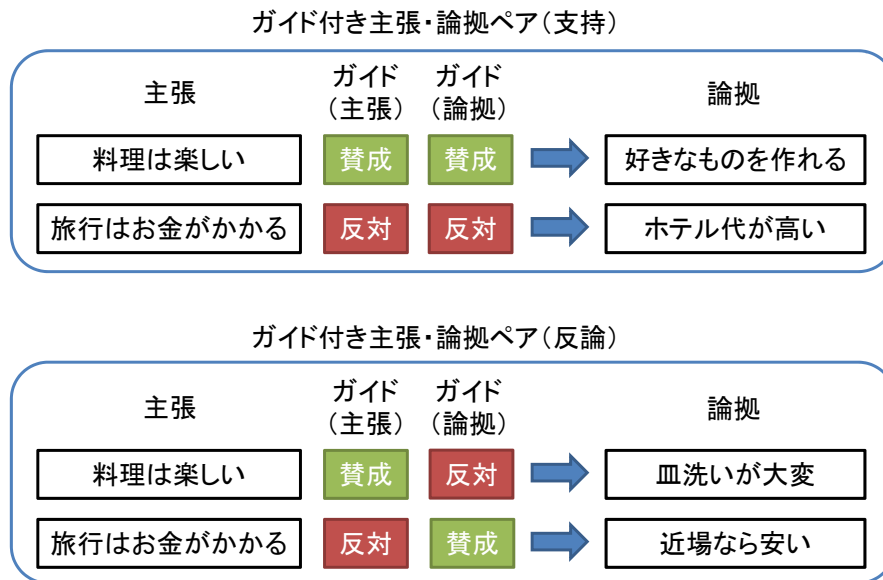 ガイド付き主張・論拠ペア（支持）
主張 ガイド（主張） ガイド（論拠） 論拠
料理は楽しい 賛成 賛成 好きなものを作れる
旅行はお金がかかる 反対 反対 ホテル代が高い
ガイド付き主張・論拠ペア（反論）
主張 ガイド（主張） ガイド（論拠） 論拠
料理は楽しい 賛成 反対 皿洗いが大変
旅行はお金がかかる 反対 賛成 近場なら安い